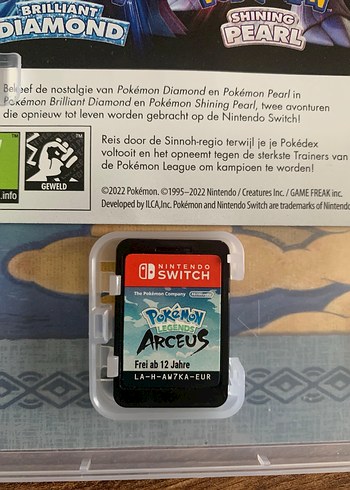 BRILLIANT
DIAMOND
SHINING
PEARL
Beleef de nostalgie van Pokémon Diamond en Pokémon Pearl in
Pokémon Brilliant Diamond en Pokémon Shining Pearl, twee avonturen
die opnieuw tot leven worden gebracht op de Nintendo Switch!
Reis door de Sinnoh-regio terwijl je je Pokédex
voltooit en het opneemt tegen de sterkste Trainers van
de Pokémon League om kampioen te worden!
GEWELD
.info
©2022 Pokémon. ©1995–2022 Nintendo / Creatures Inc. / GAME FREAK inc.
Developed by ILCA, Inc. Pokémon and Nintendo Switch are trademarks of Nintendo
NINTENDO
SWITCH
The Pokémon Company
Nintendo
POKéMON
LEGENDS
ARCEUS
Frei ab 12 Jahre
LA-H-AW7KA-EUR